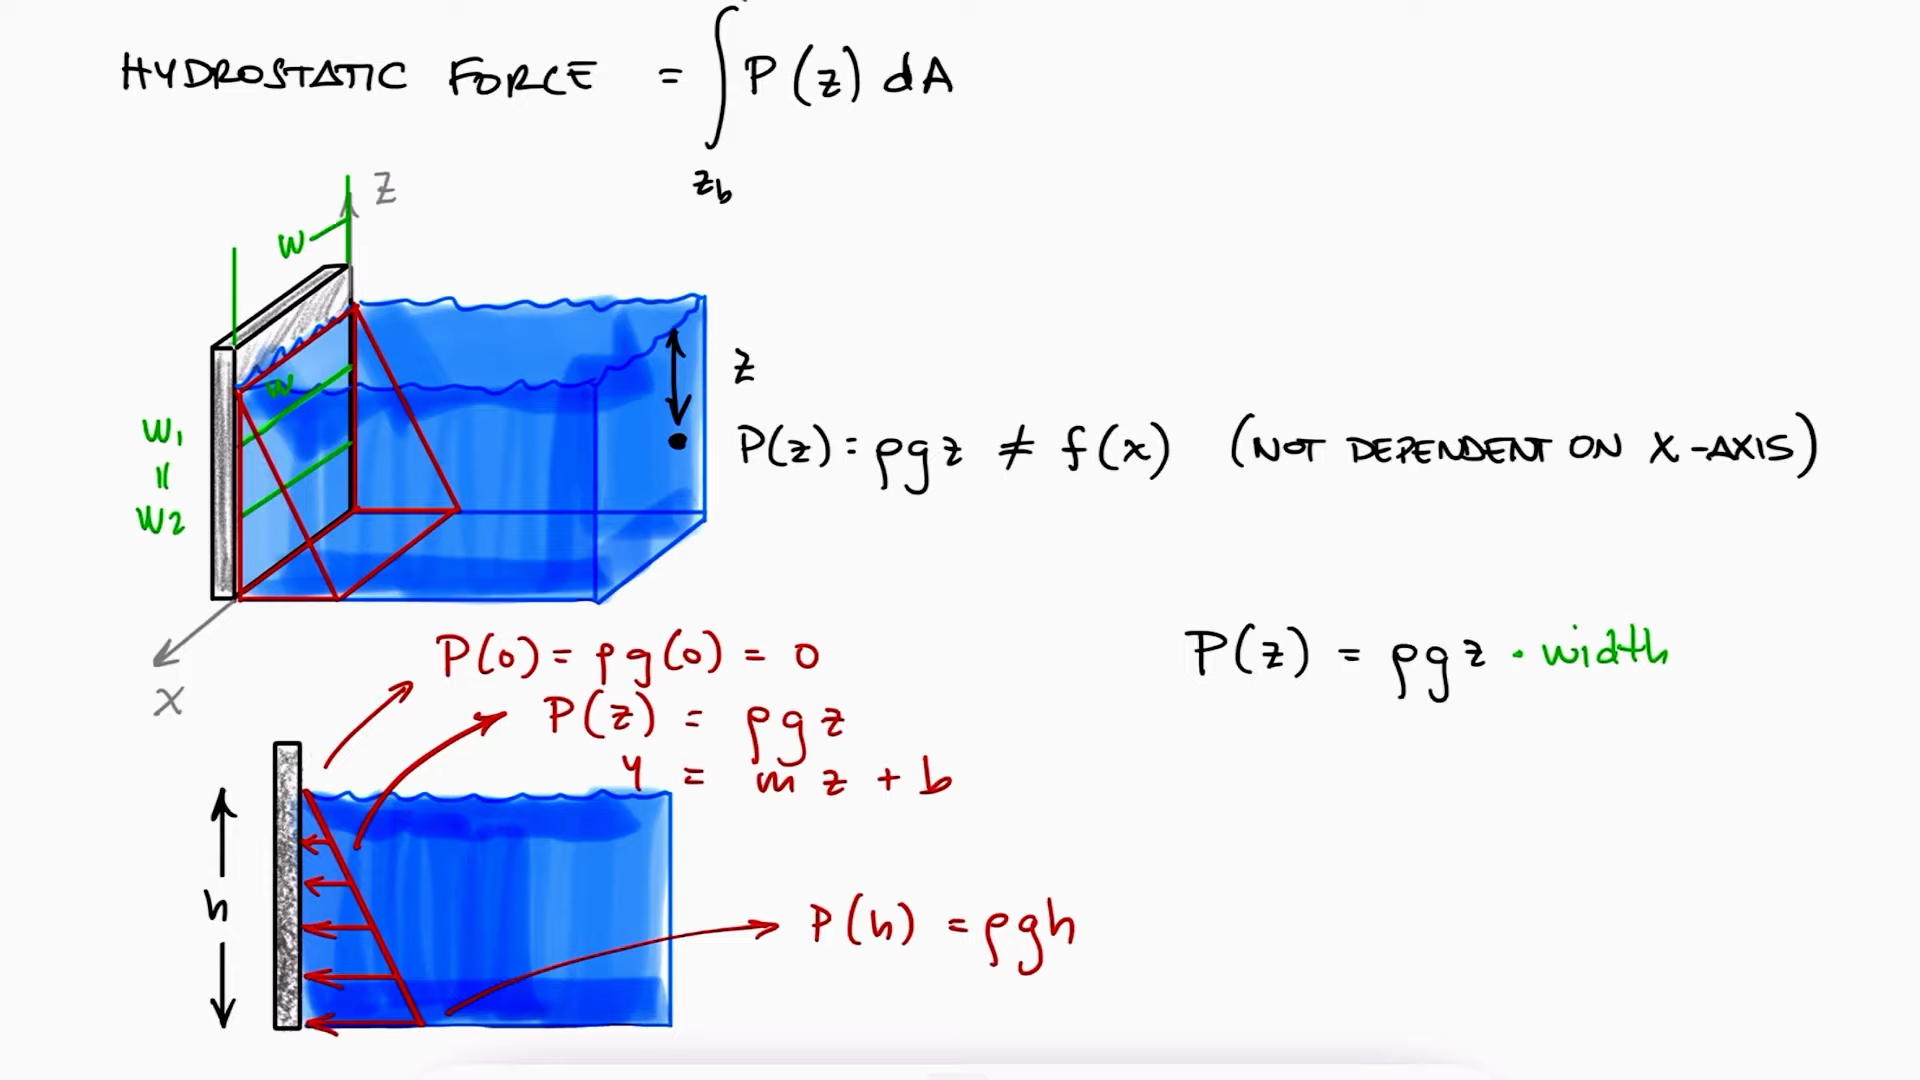 HYDROSTATIC FORCE = ∫ P(z) dA
z_b
z
w
w
z
w₁
=
w₂
P(z) = ρgz ≠ f(x) (NOT DEPENDENT ON X-AXIS)
x
P(0) = ρg(0) = 0
P(z) = ρgz
y = mz + b
P(z) = ρgz · width
h
P(h) = ρgh